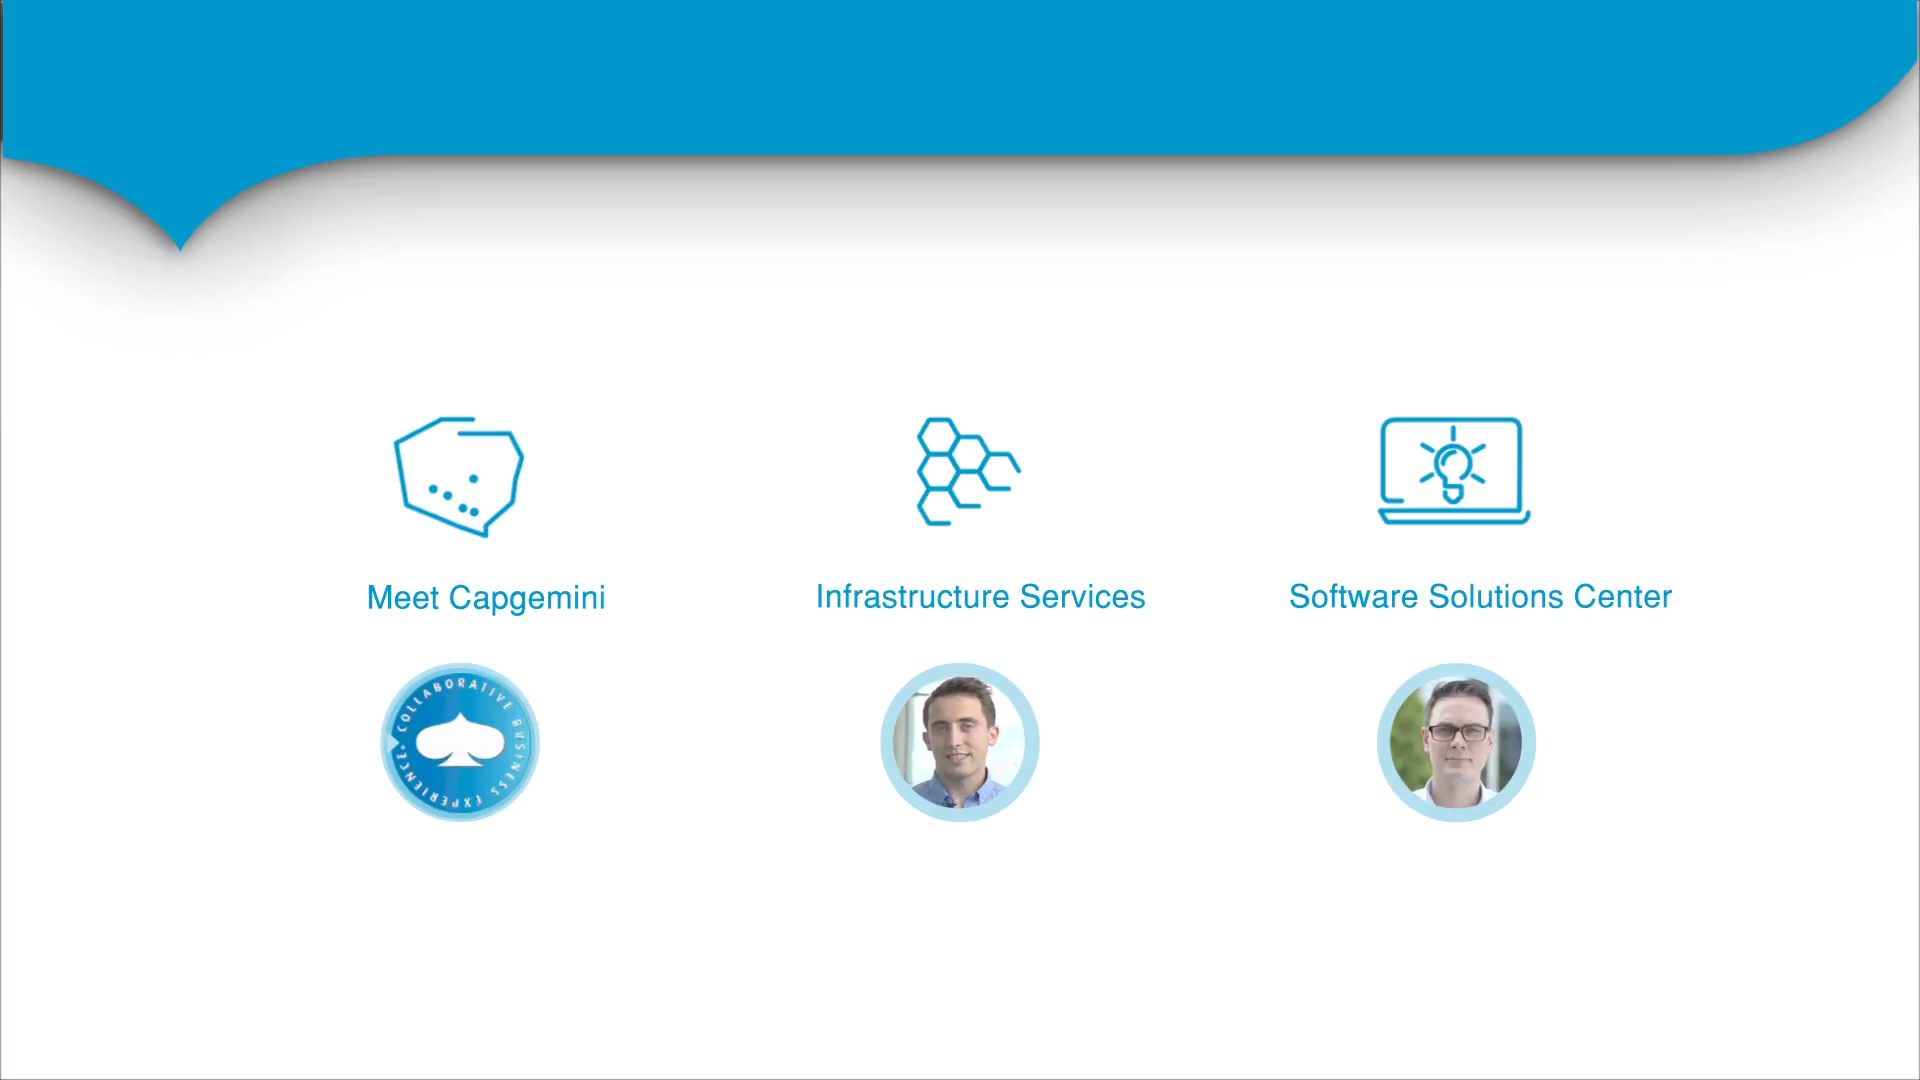 Meet Capgemini
Infrastructure Services
Software Solutions Center
COLLABORATIVE BUSINESS EXPERIENCE